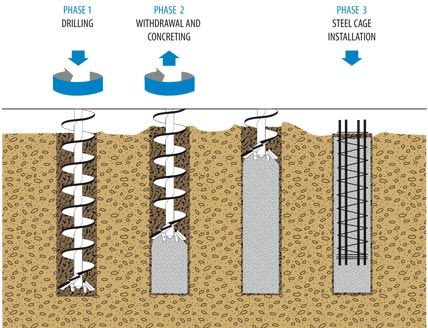 PHASE 1
DRILLING
PHASE 2
WITHDRAWAL AND
CONCRETING
PHASE 3
STEEL CAGE
INSTALLATION